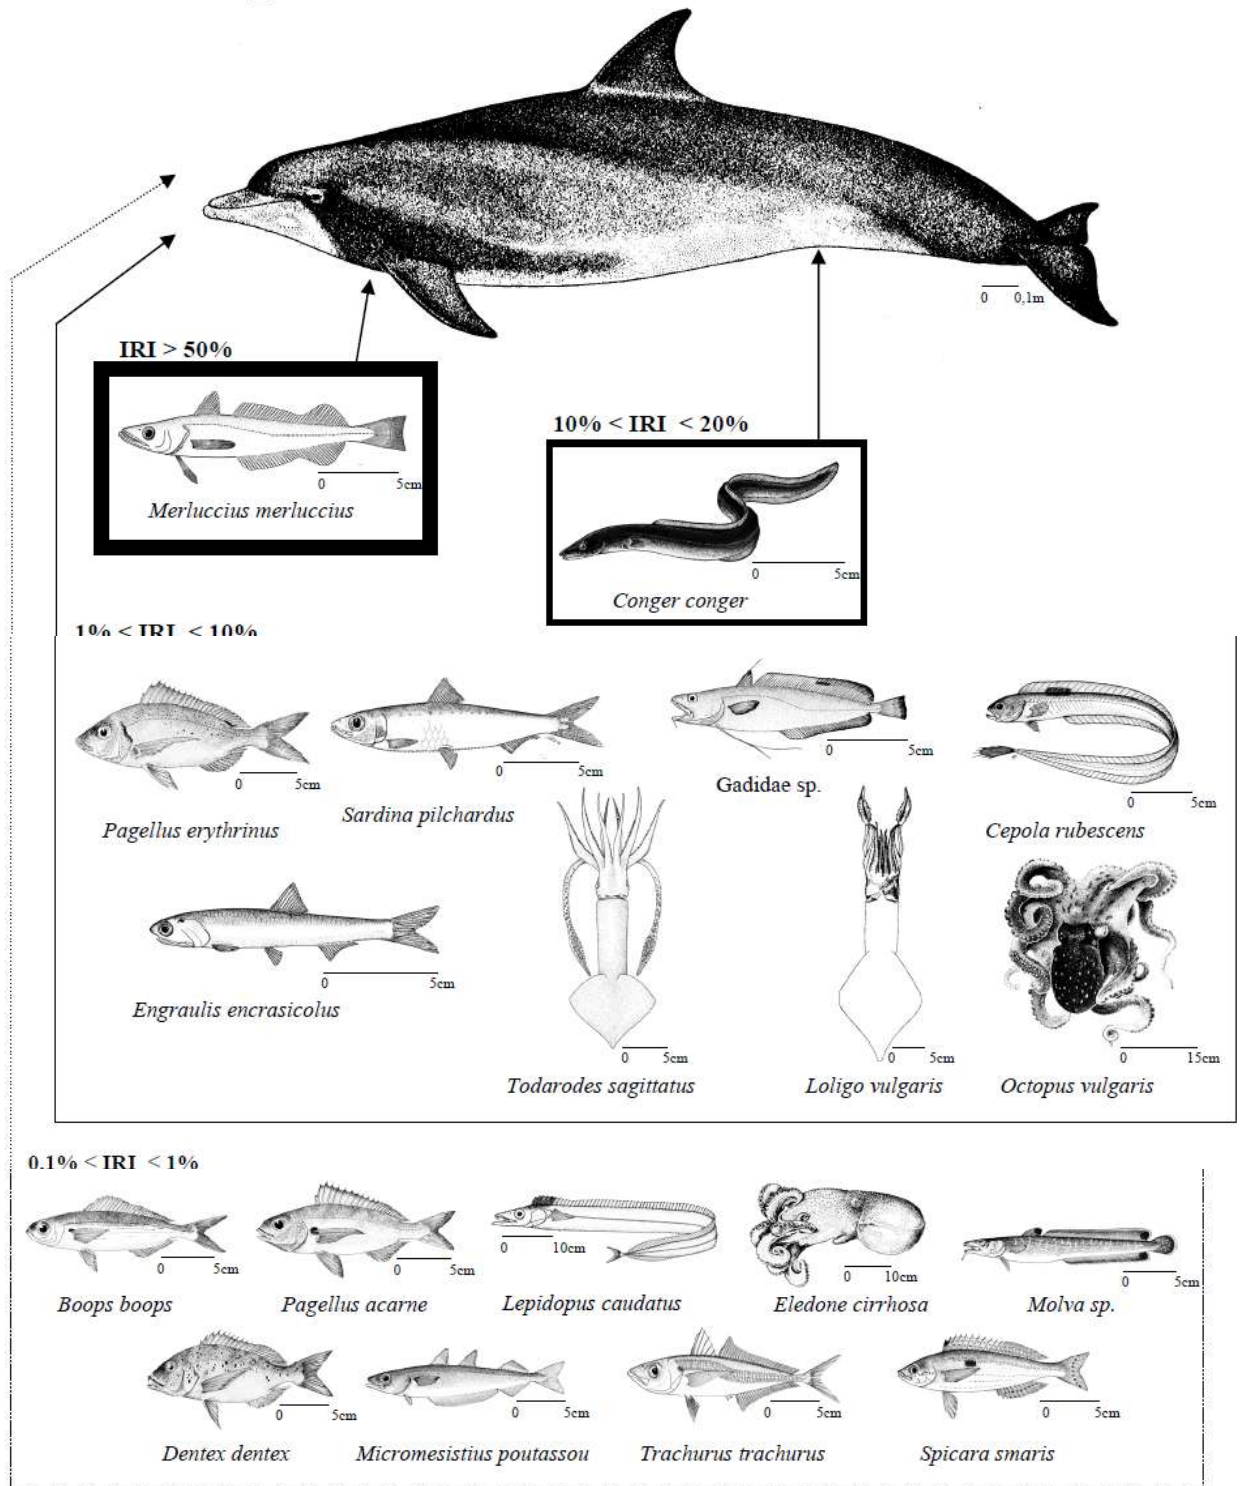 0 0,1m
IRI > 50%
0 5cm
Merluccius merluccius
10% < IRI < 20%
0 5cm
Conger conger
1% < IRI < 10%
0 5cm
Pagellus erythrinus
0 5cm
Sardina pilchardus
0 5cm
Gadidae sp.
0 5cm
Cepola rubescens
0 5cm
Engraulis encrasicolus
0 5cm
Todarodes sagittatus
0 5cm
Loligo vulgaris
0 15cm
Octopus vulgaris
0.1% < IRI < 1%
0 5cm
Boops boops
0 5cm
Pagellus acarne
0 10cm
Lepidopus caudatus
0 10cm
Eledone cirrhosa
0 5cm
Molva sp.
0 5cm
Dentex dentex
0 5cm
Micromesistius poutassou
0 5cm
Trachurus trachurus
0 5cm
Spicara smaris